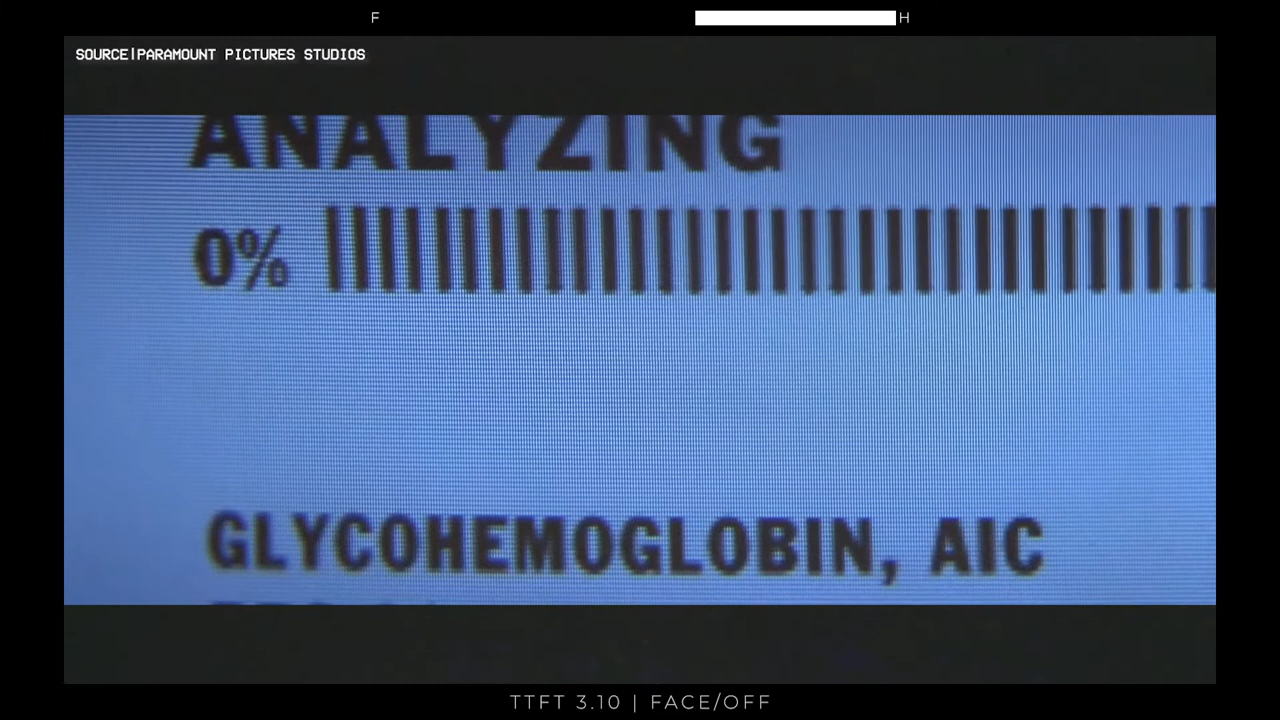 F H
SOURCE|PARAMOUNT PICTURES STUDIOS
ANALYZING
0%
GLYCOHEMOGLOBIN, AIC
TTFT 3.10 | FACE/OFF